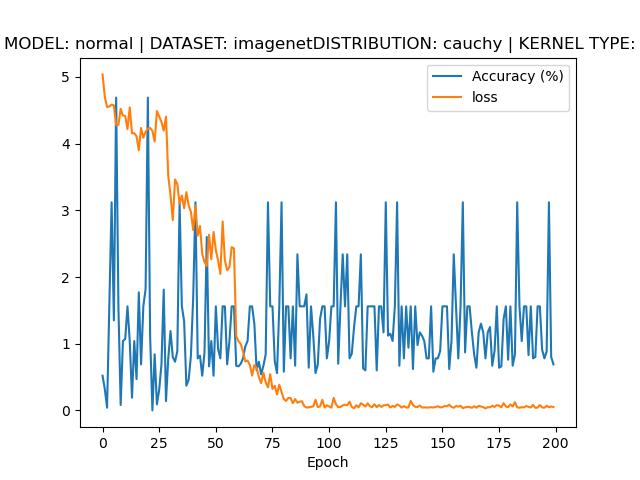 MODEL: normal | DATASET: imagenetDISTRIBUTION: cauchy | KERNEL TYPE:
Accuracy (%)
loss
5
4
3
2
1
0
0 25 50 75 100 125 150 175 200
Epoch